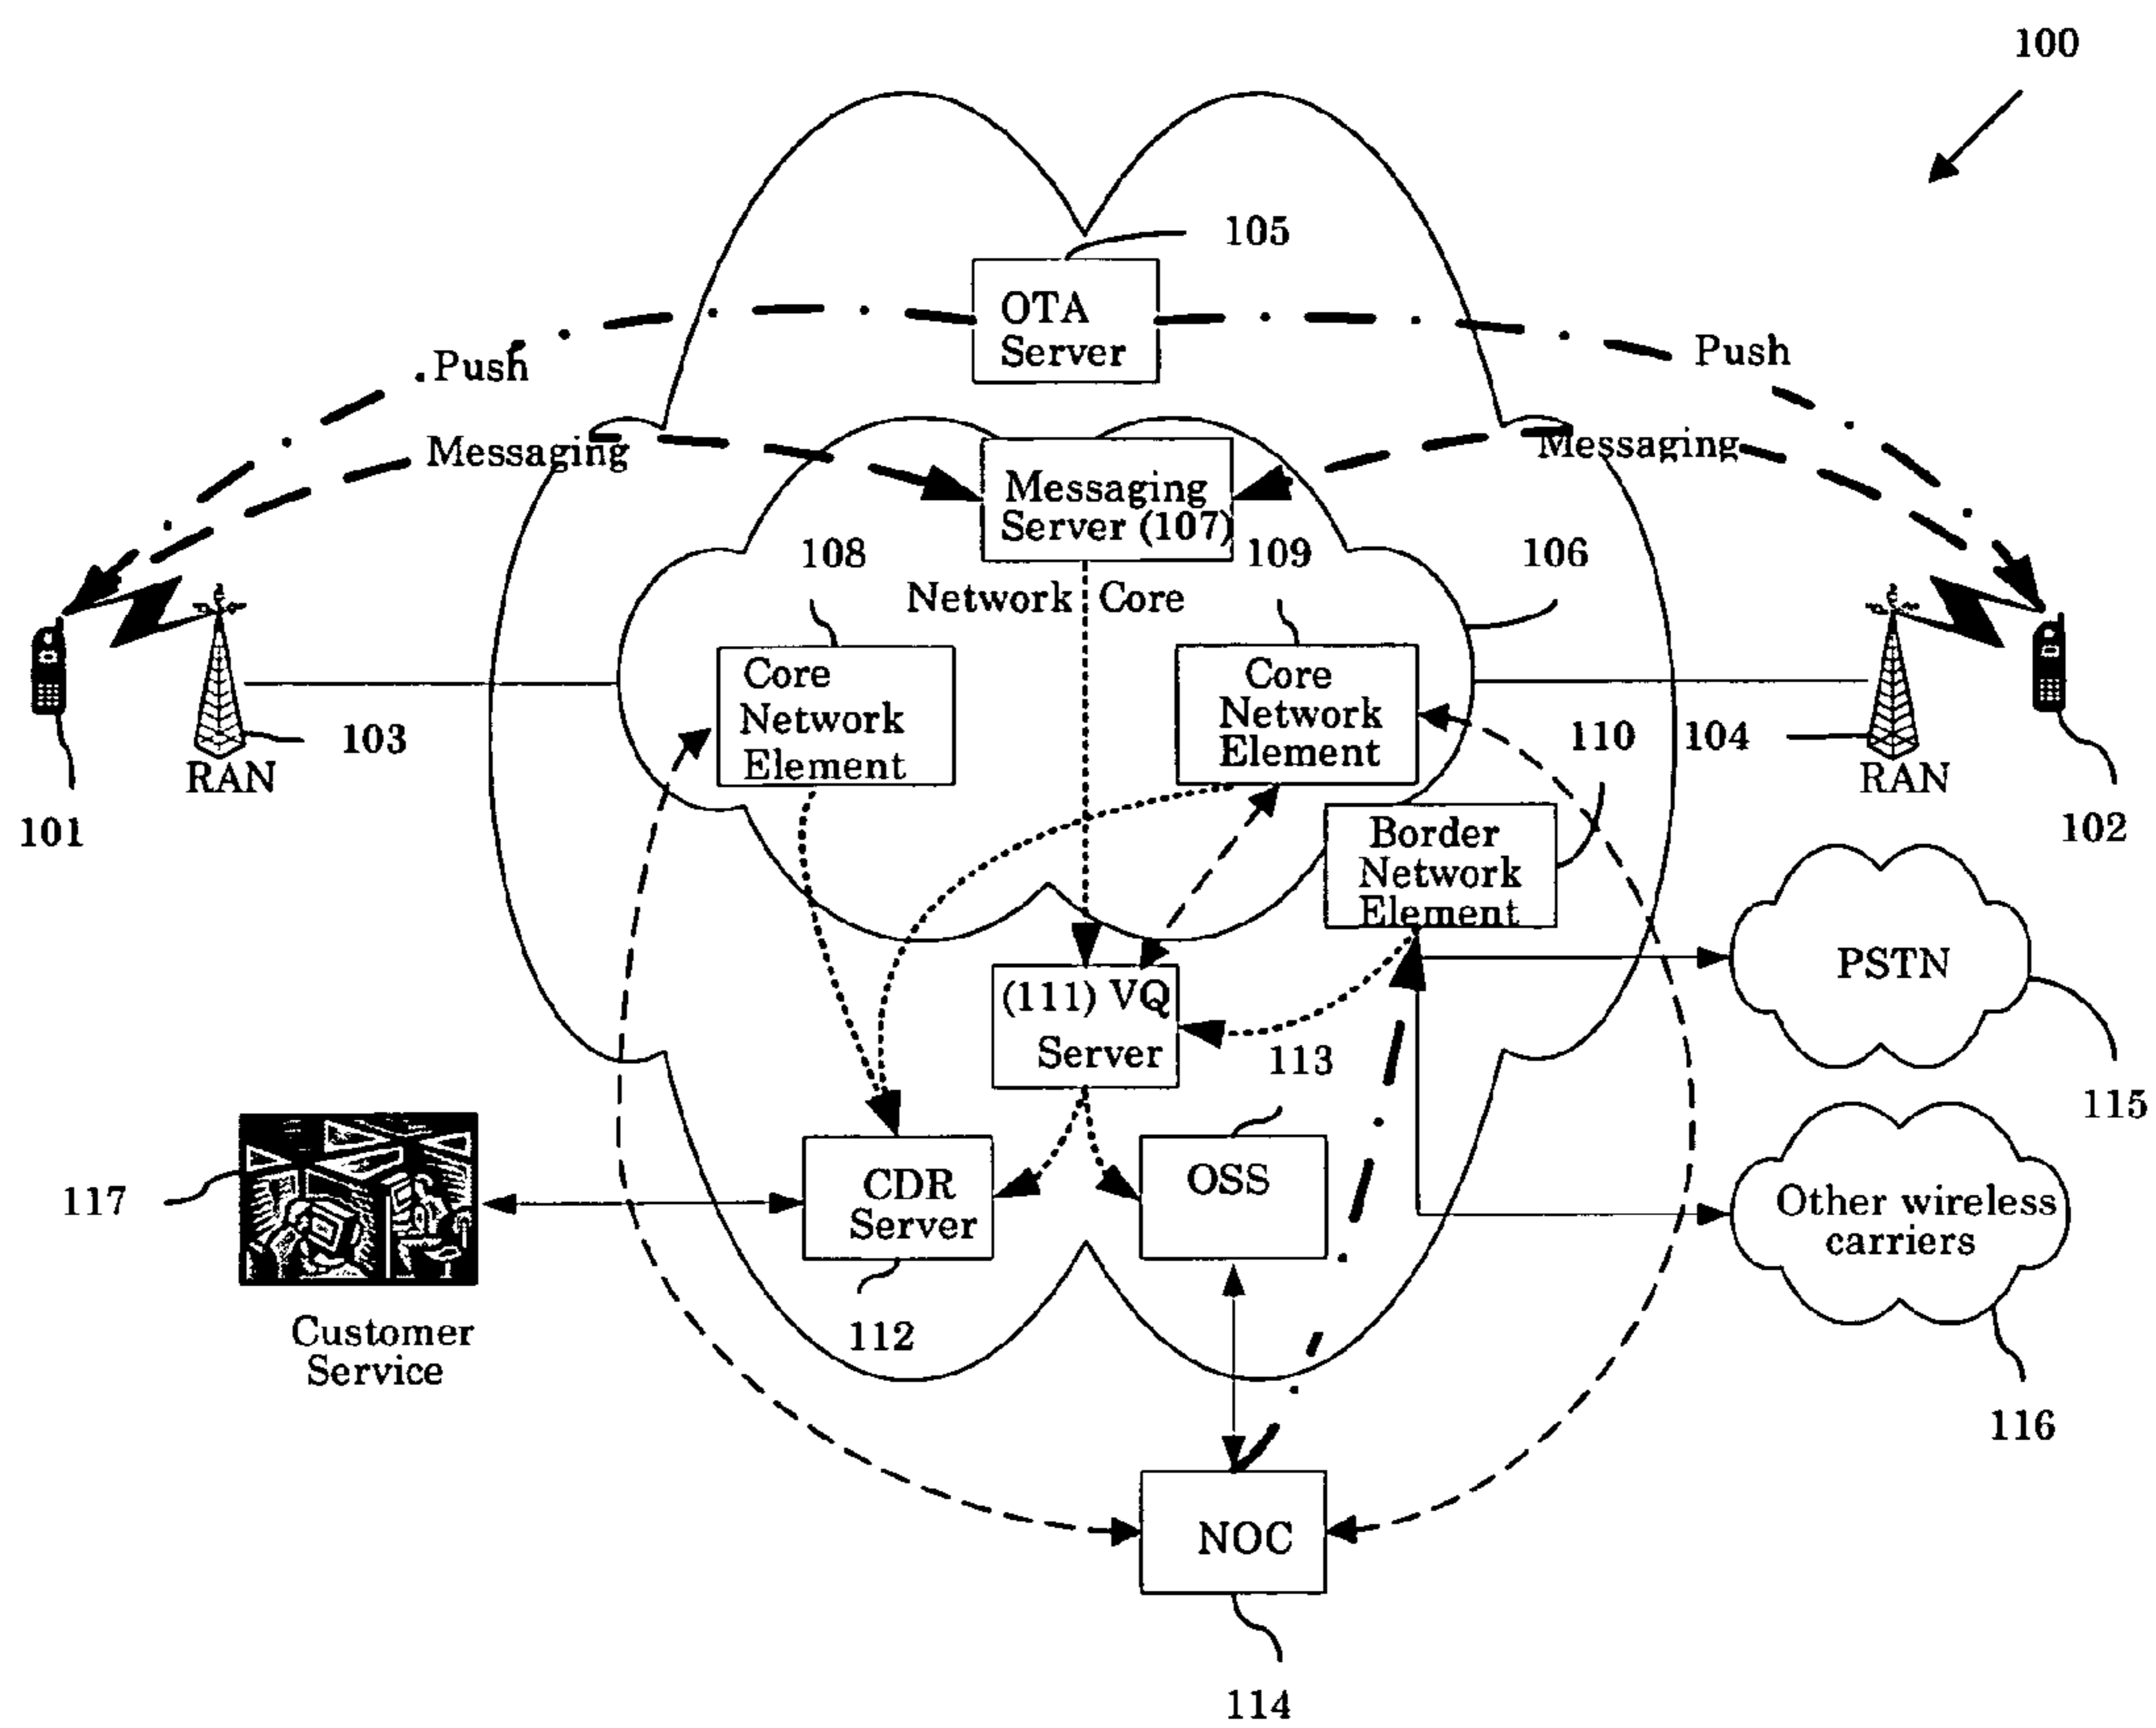 100
105
OTA
Server
Push
Push
Messaging
Messaging
Messaging
Server (107)
108
109
106
Network Core
Core
Network
Element
Core
Network
Element
103
RAN
110
104
RAN
101
102
Border
Network
Element
PSTN
(111) VQ
Server
113
115
117
CDR
Server
OSS
Other wireless
carriers
Customer
Service
112
116
NOC
114